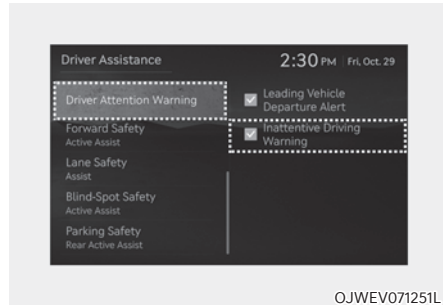 Driver Assistance
2:30 PM Fri, Oct. 29
Driver Attention Warning
Forward Safety
Active Assist
Lane Safety
Assist
Blind-Spot Safety
Active Assist
Parking Safety
Rear Active Assist
Leading Vehicle
Departure Alert
Inattentive Driving
Warning
OJWEV071251L